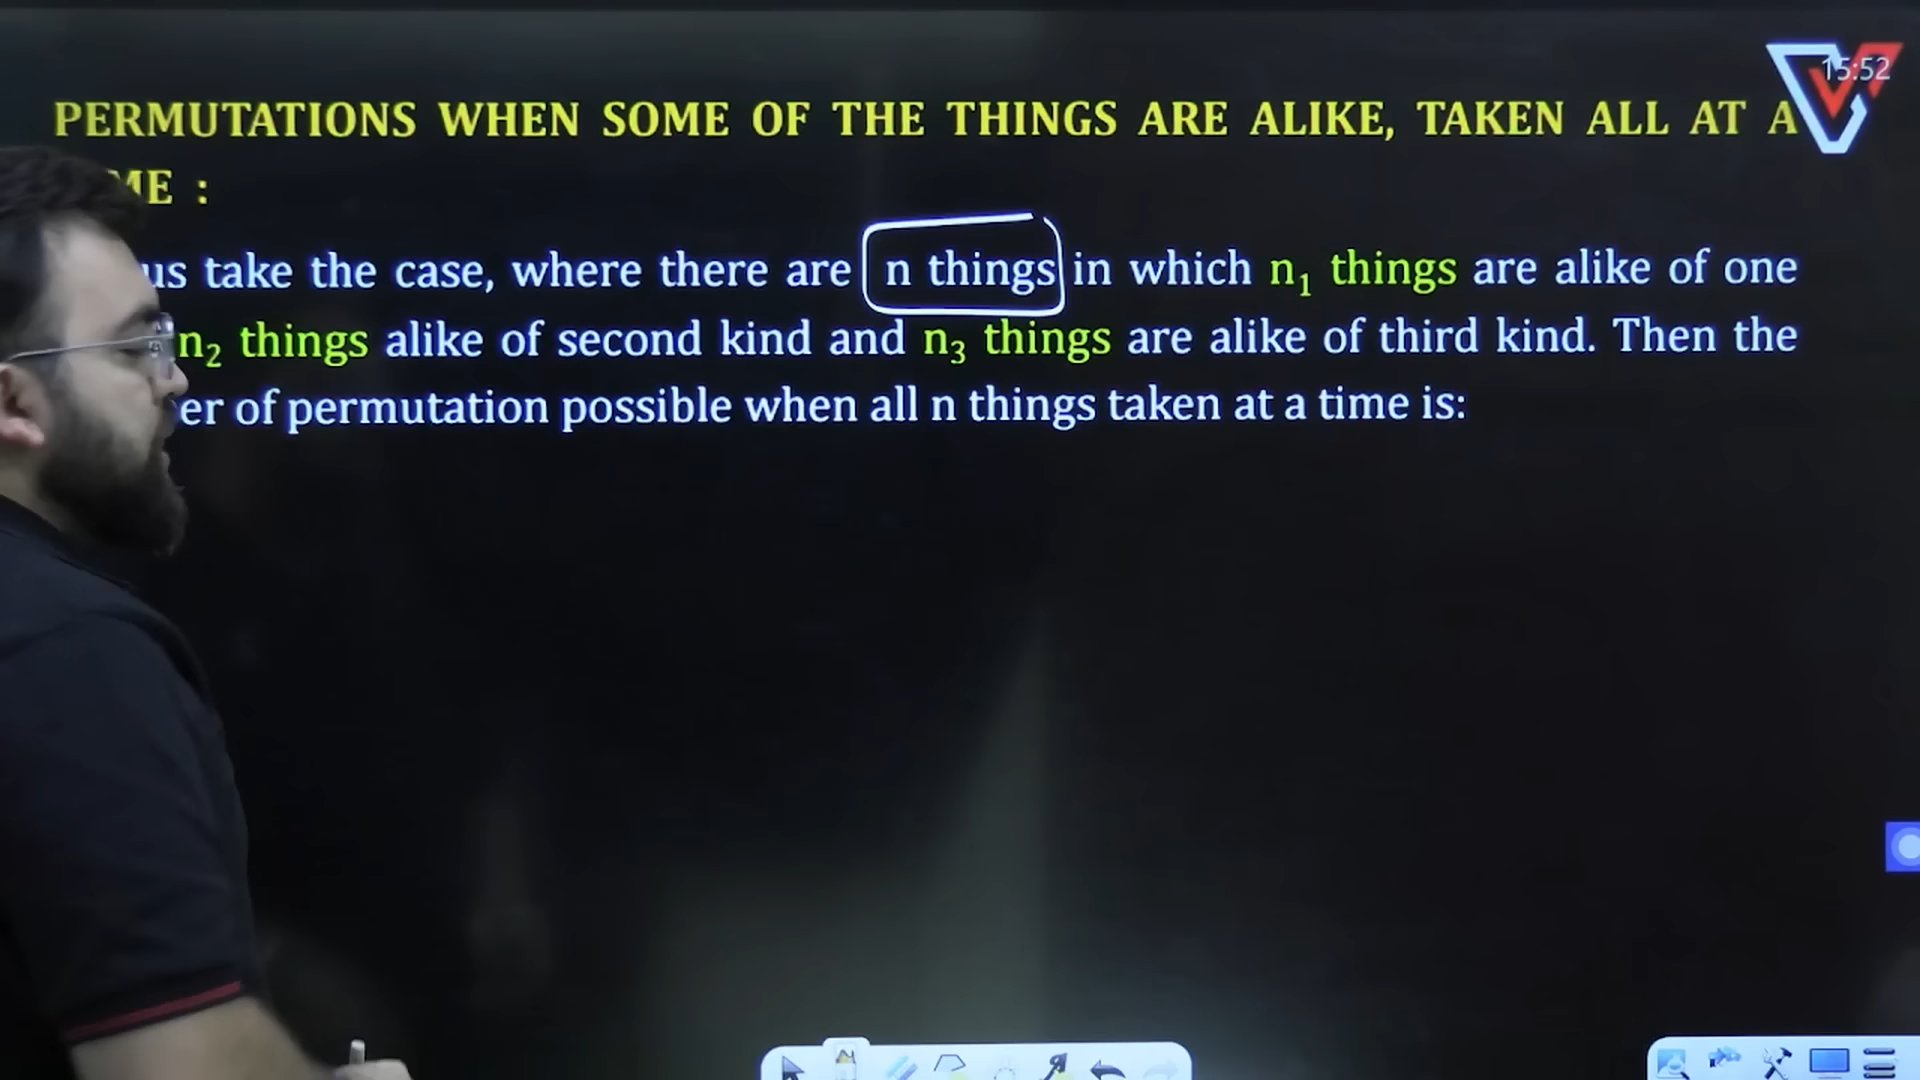 PERMUTATIONS WHEN SOME OF THE THINGS ARE ALIKE, TAKEN ALL AT A
ME :
us take the case, where there are n things in which n₁ things are alike of one
n₂ things alike of second kind and n₃ things are alike of third kind. Then the
er of permutation possible when all n things taken at a time is:
15:52